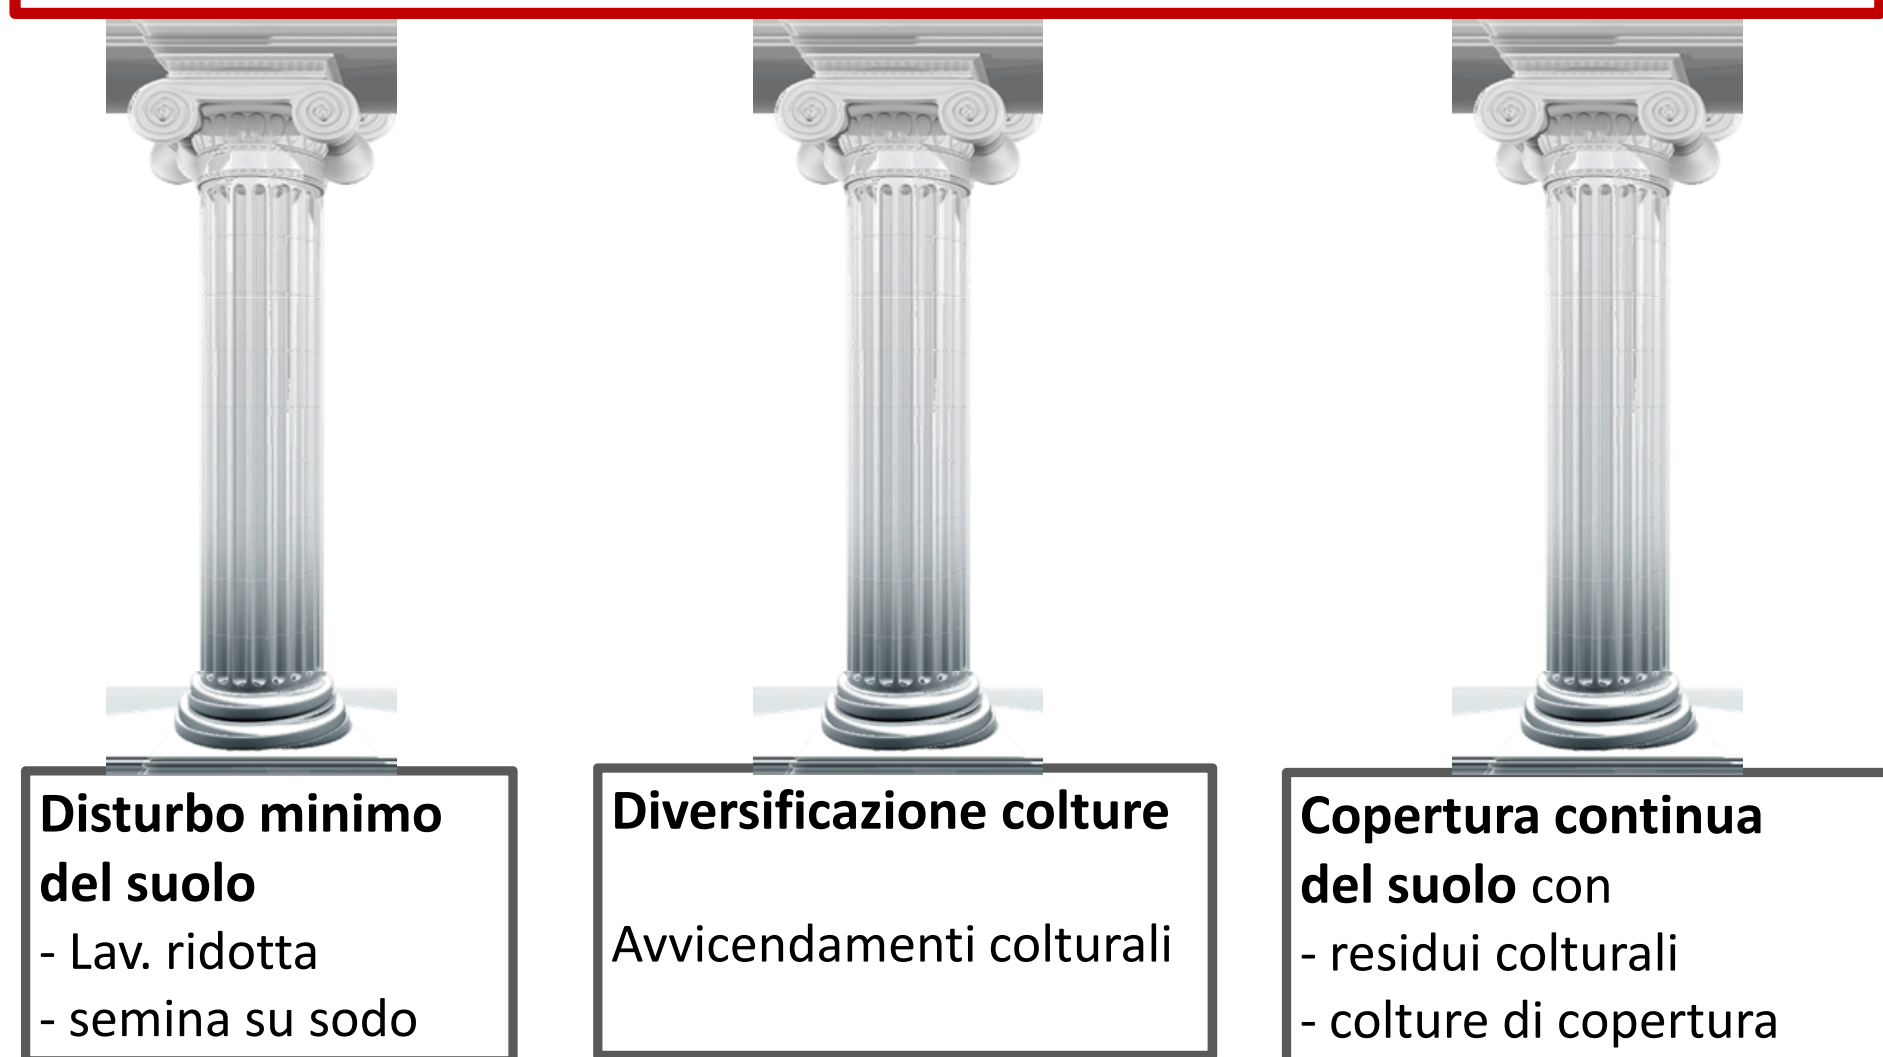 Disturbo minimo
del suolo
- Lav. ridotta
- semina su sodo
Diversificazione colture
Avvicendamenti colturali
Copertura continua
del suolo con
- residui colturali
- colture di copertura